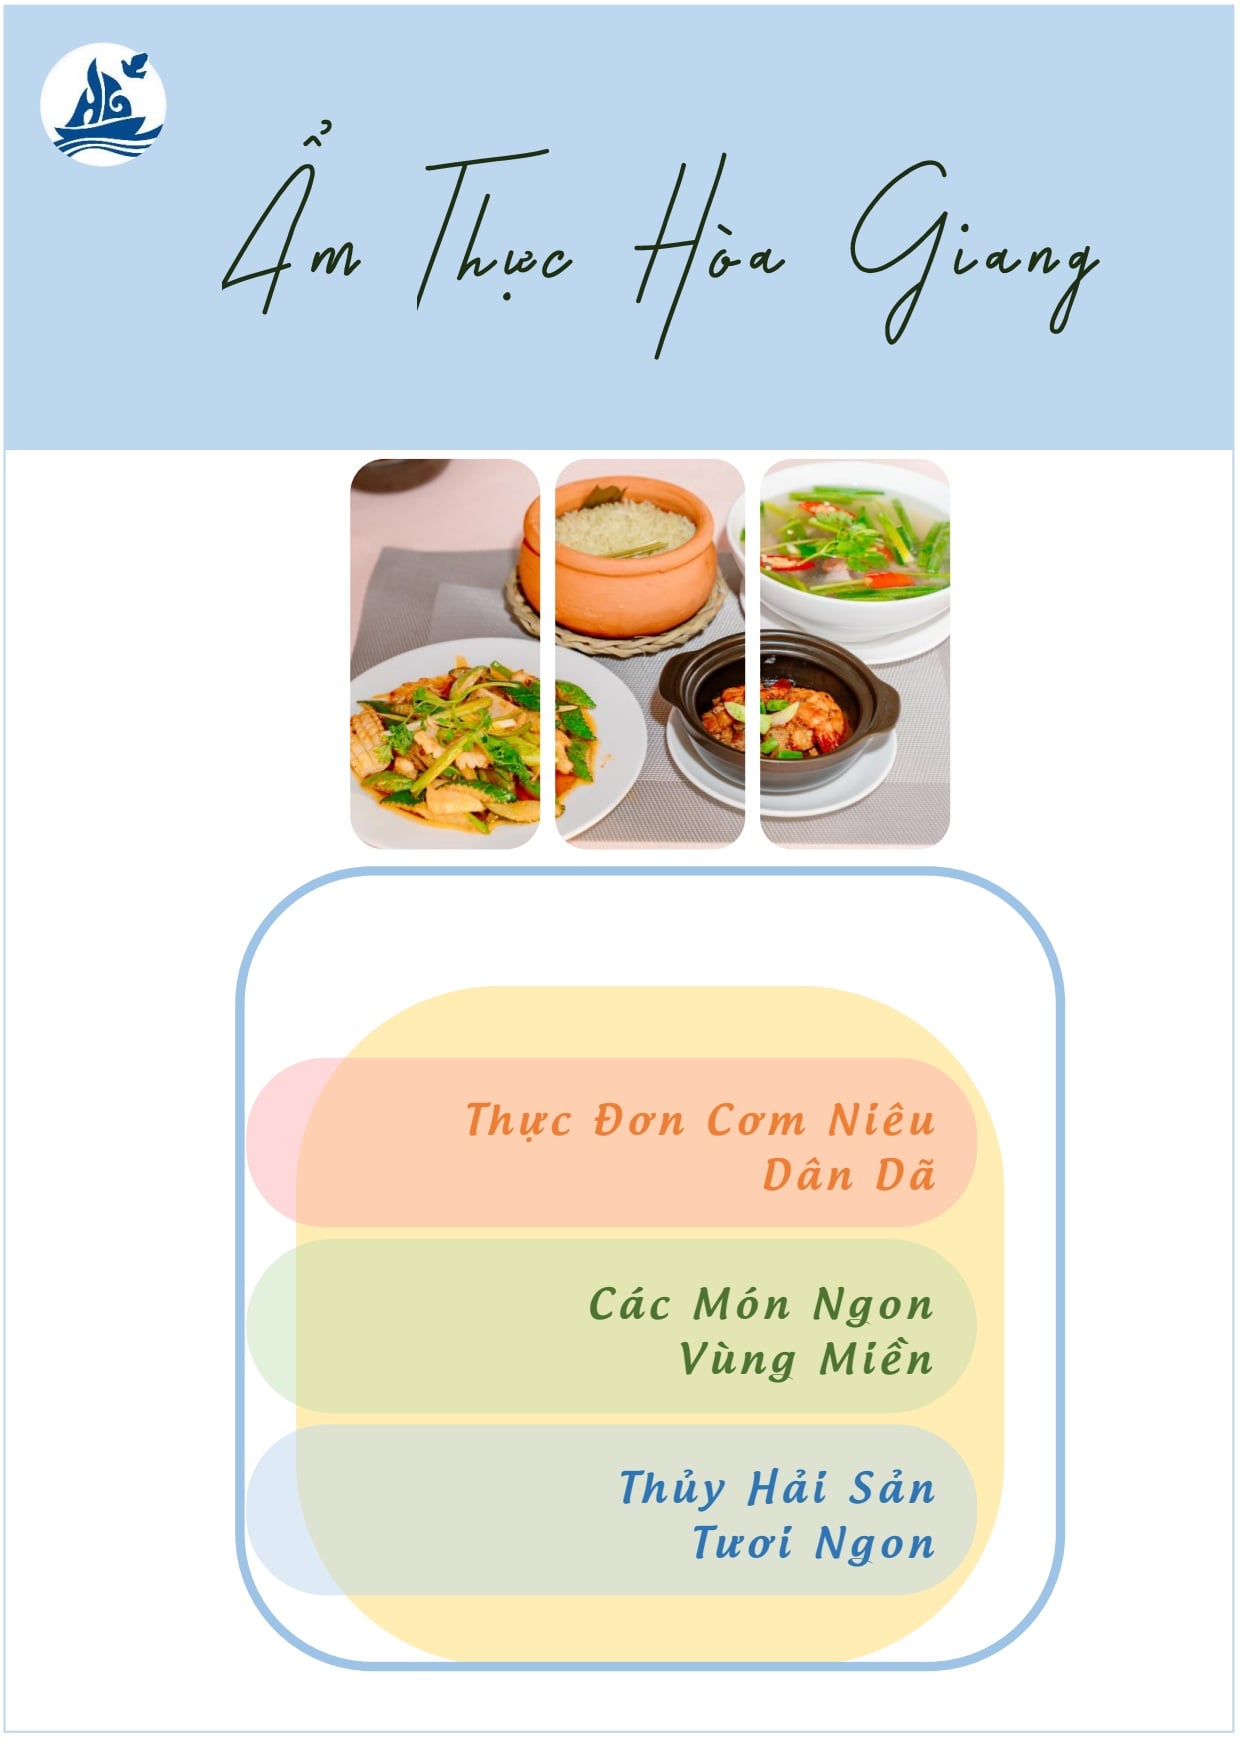 HG
Ẩm Thực Hòa Giang
Thực Đơn Cơm Niêu
Dân Dã
Các Món Ngon
Vùng Miền
Thủy Hải Sản
Tươi Ngon